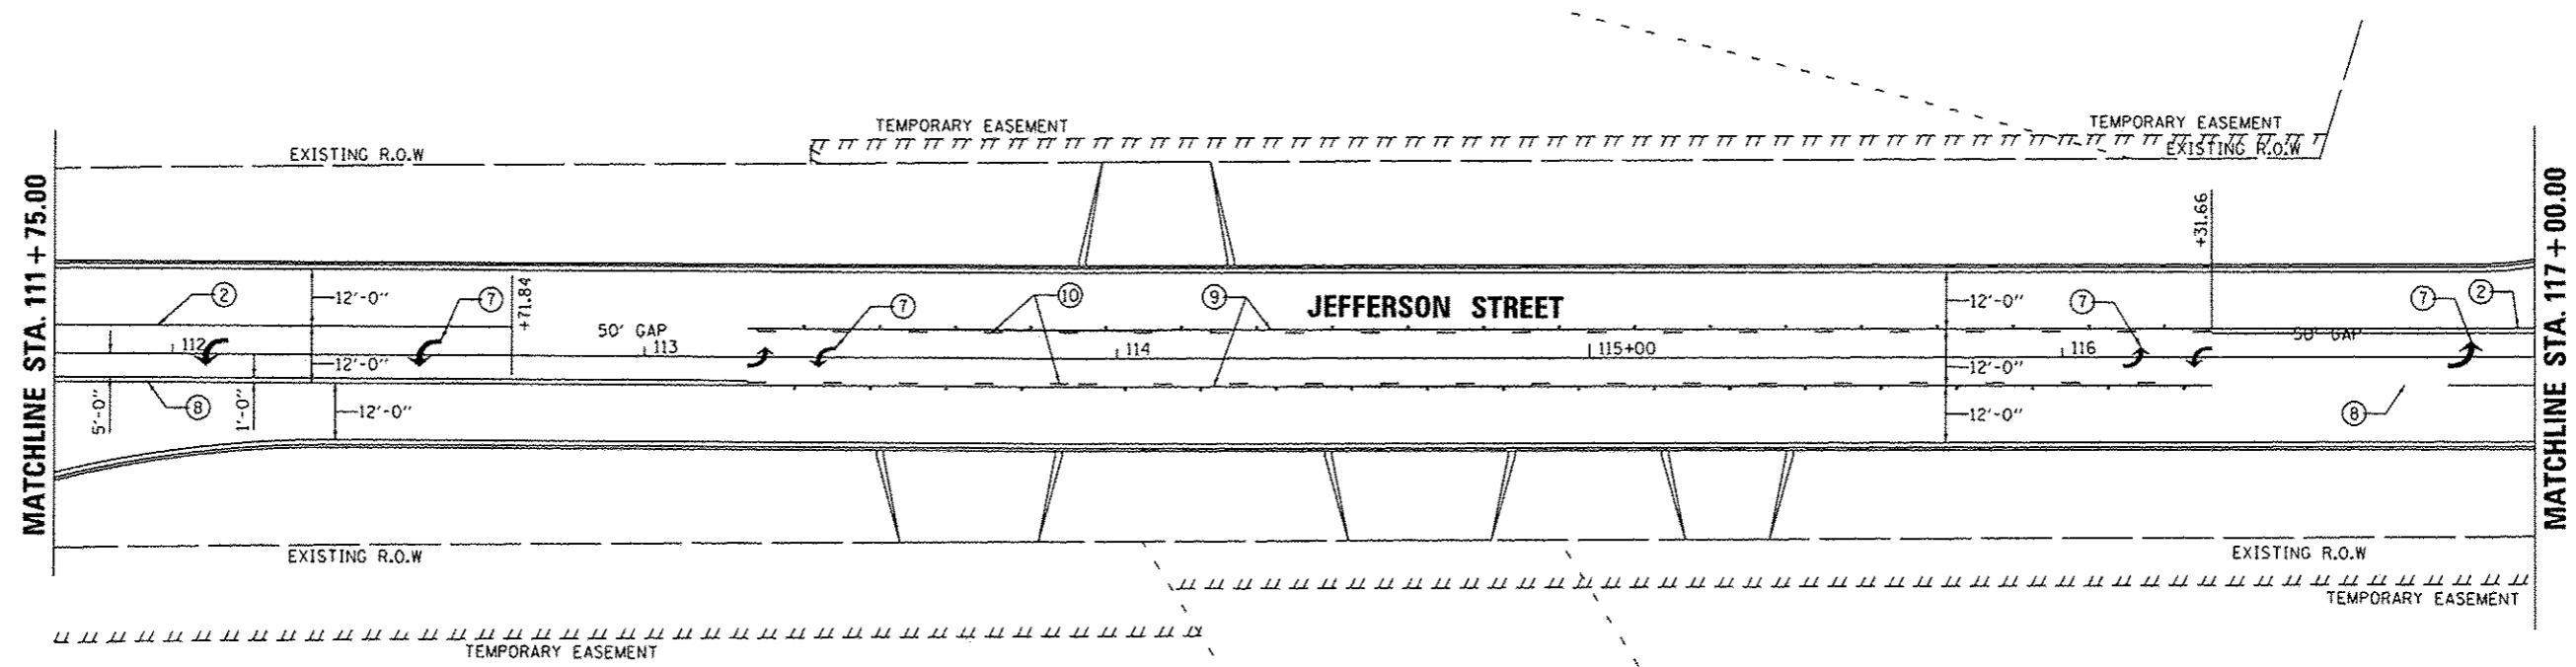 TEMPORARY EASEMENT
TEMPORARY EASEMENT
EXISTING R.O.W
EXISTING R.O.W
MATCHLINE STA. 111+75.00
MATCHLINE STA. 117+00.00
+31.66
2
12'-0"
7
+71.84
50' GAP
7
10
9
JEFFERSON STREET
12'-0"
7
7
2
50' GAP
112
113
114
115+00
116
12'-0"
12'-0"
5'-0"
8
1'-0"
12'-0"
12'-0"
8
EXISTING R.O.W
EXISTING R.O.W
TEMPORARY EASEMENT
TEMPORARY EASEMENT